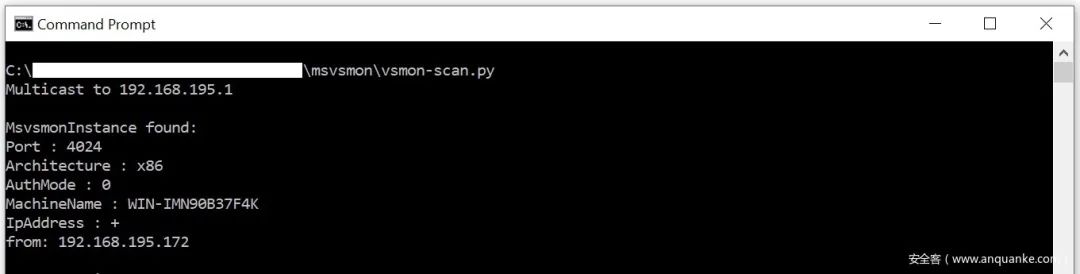 Command Prompt
C:\ \msvsmon\vsmon-scan.py
Multicast to 192.168.195.1
MsvsmonInstance found:
Port : 4024
Architecture : x86
AuthMode : 0
MachineName : WIN-IMN90B37F4K
IpAddress : +
from: 192.168.195.172
安全客（www.anquanke.com）